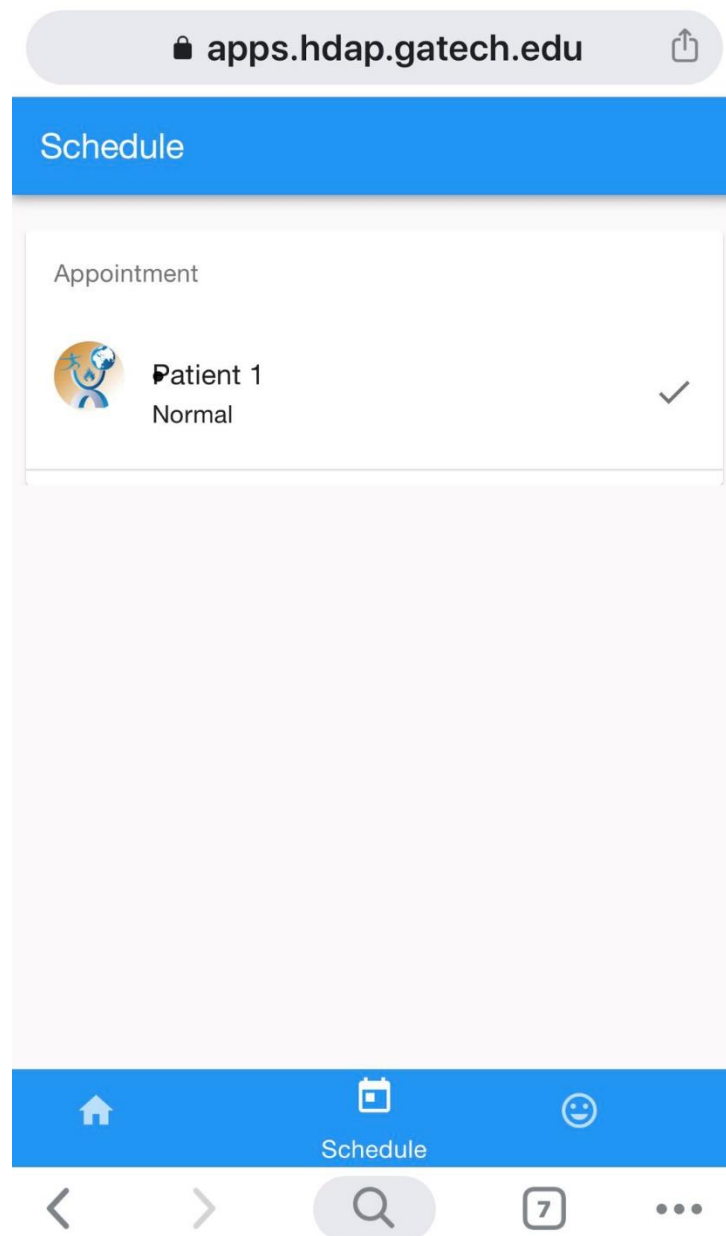 apps.hdap.gatech.edu
Schedule
Appointment
Patient 1
Normal
Schedule
7